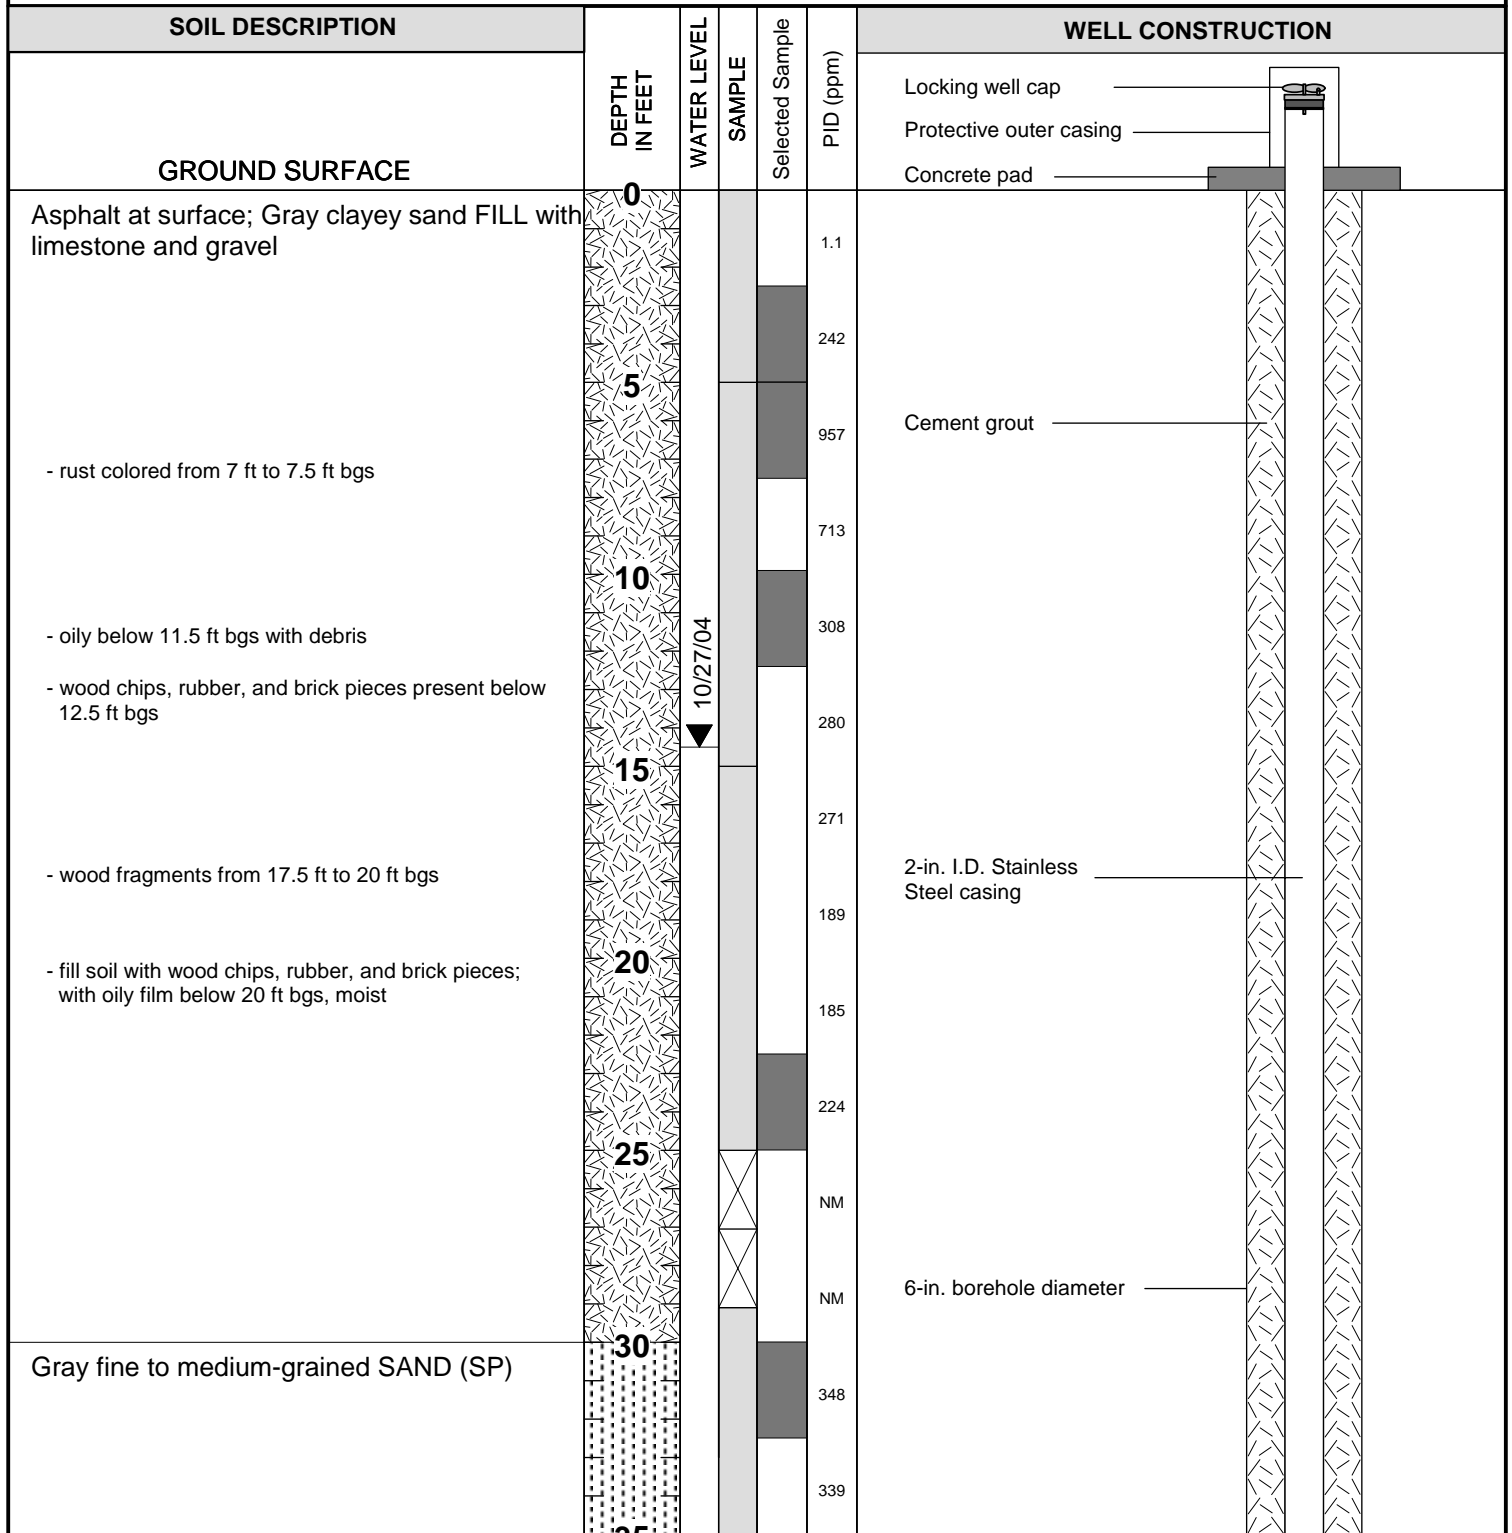 SOIL DESCRIPTION
DEPTH
IN FEET
WATER LEVEL
SAMPLE
Selected Sample
PID (ppm)
WELL CONSTRUCTION
Locking well cap
Protective outer casing
Concrete pad
GROUND SURFACE
0
Asphalt at surface; Gray clayey sand FILL with
limestone and gravel
1.1
242
5
957
Cement grout
- rust colored from 7 ft to 7.5 ft bgs
713
10
308
- oily below 11.5 ft bgs with debris
10/27/04
- wood chips, rubber, and brick pieces present below
12.5 ft bgs
280
15
271
- wood fragments from 17.5 ft to 20 ft bgs
2-in. I.D. Stainless
Steel casing
189
20
- fill soil with wood chips, rubber, and brick pieces;
with oily film below 20 ft bgs, moist
185
224
25
NM
6-in. borehole diameter
NM
30
Gray fine to medium-grained SAND (SP)
348
339